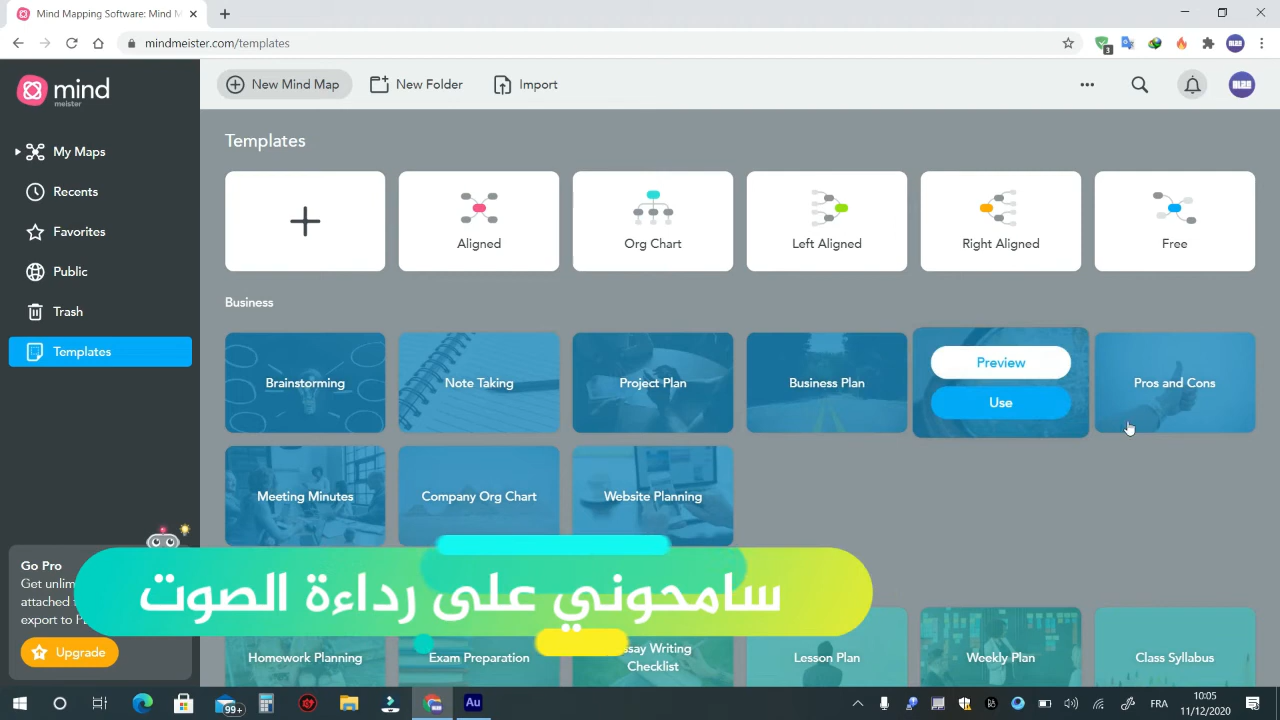 Mind Mapping Software: Mind M
mindmeister.com/templates
3
mind
meister
New Mind Map
New Folder
Import
My Maps
Recents
Favorites
Public
Trash
Templates
Templates
Aligned
Org Chart
Left Aligned
Right Aligned
Free
Business
Brainstorming
Note Taking
Project Plan
Business Plan
Preview
Use
Pros and Cons
Meeting Minutes
Company Org Chart
Website Planning
Go Pro
Get unlim
attached
export to P
Upgrade
سامحوني على رداءة الصوت
Homework Planning
Exam Preparation
ssay Writing
Checklist
Lesson Plan
Weekly Plan
Class Syllabus
99+
Au
FRA
10:05
11/12/2020